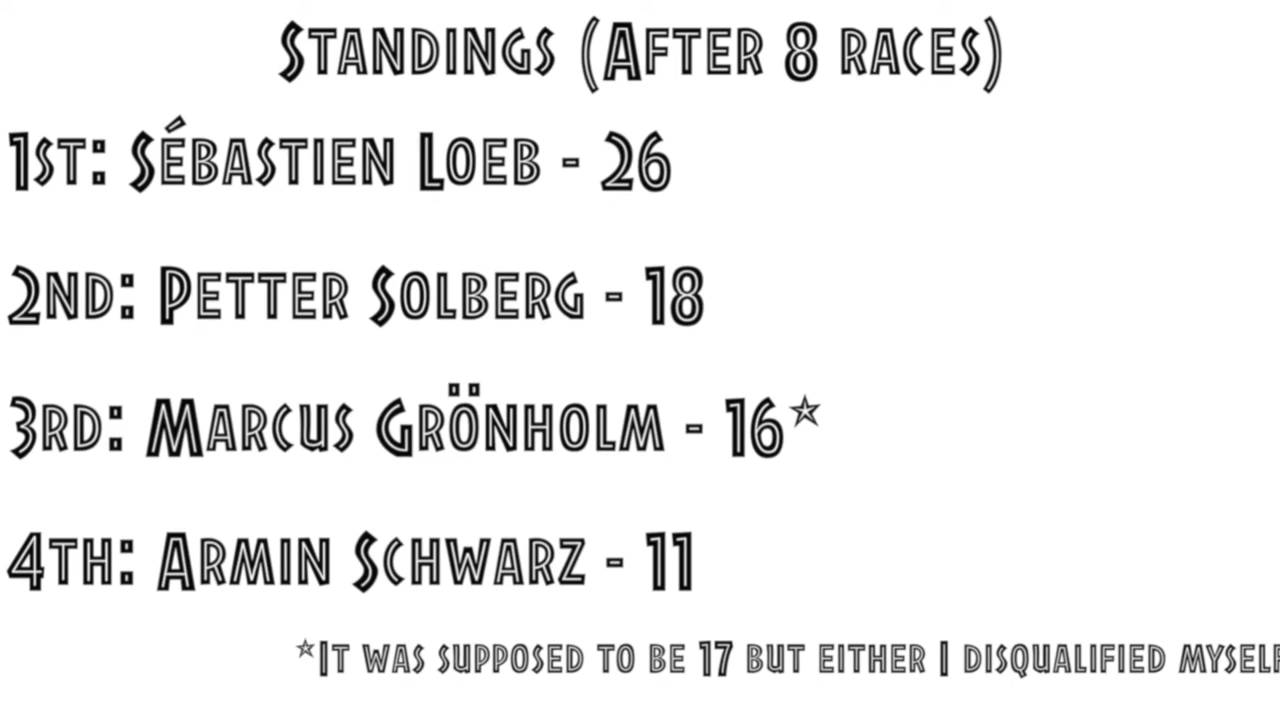 Standings (After 8 races)
1st: Sébastien Loeb - 26
2nd: Petter Solberg - 18
3rd: Marcus Grönholm - 16*
4th: Armin Schwarz - 11
*It was supposed to be 17 but either I disqualified myself